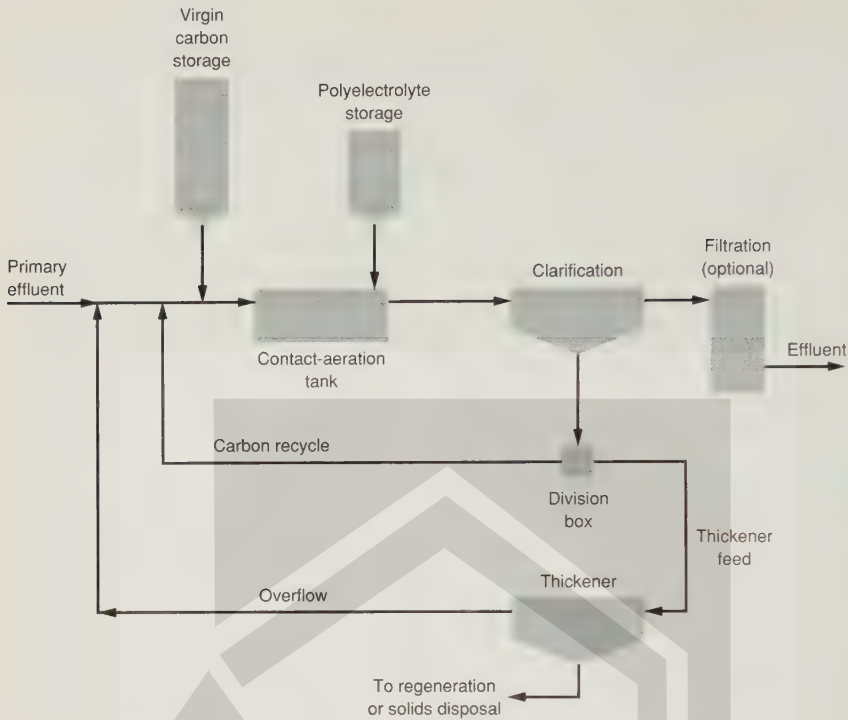 Virgin
carbon
storage
Polyelectrolyte
storage
Primary
effluent
Contact-aeration
tank
Clarification
Filtration
(optional)
Effluent
Carbon recycle
Division
box
Thickener
feed
Overflow
Thickener
To regeneration
or solids disposal